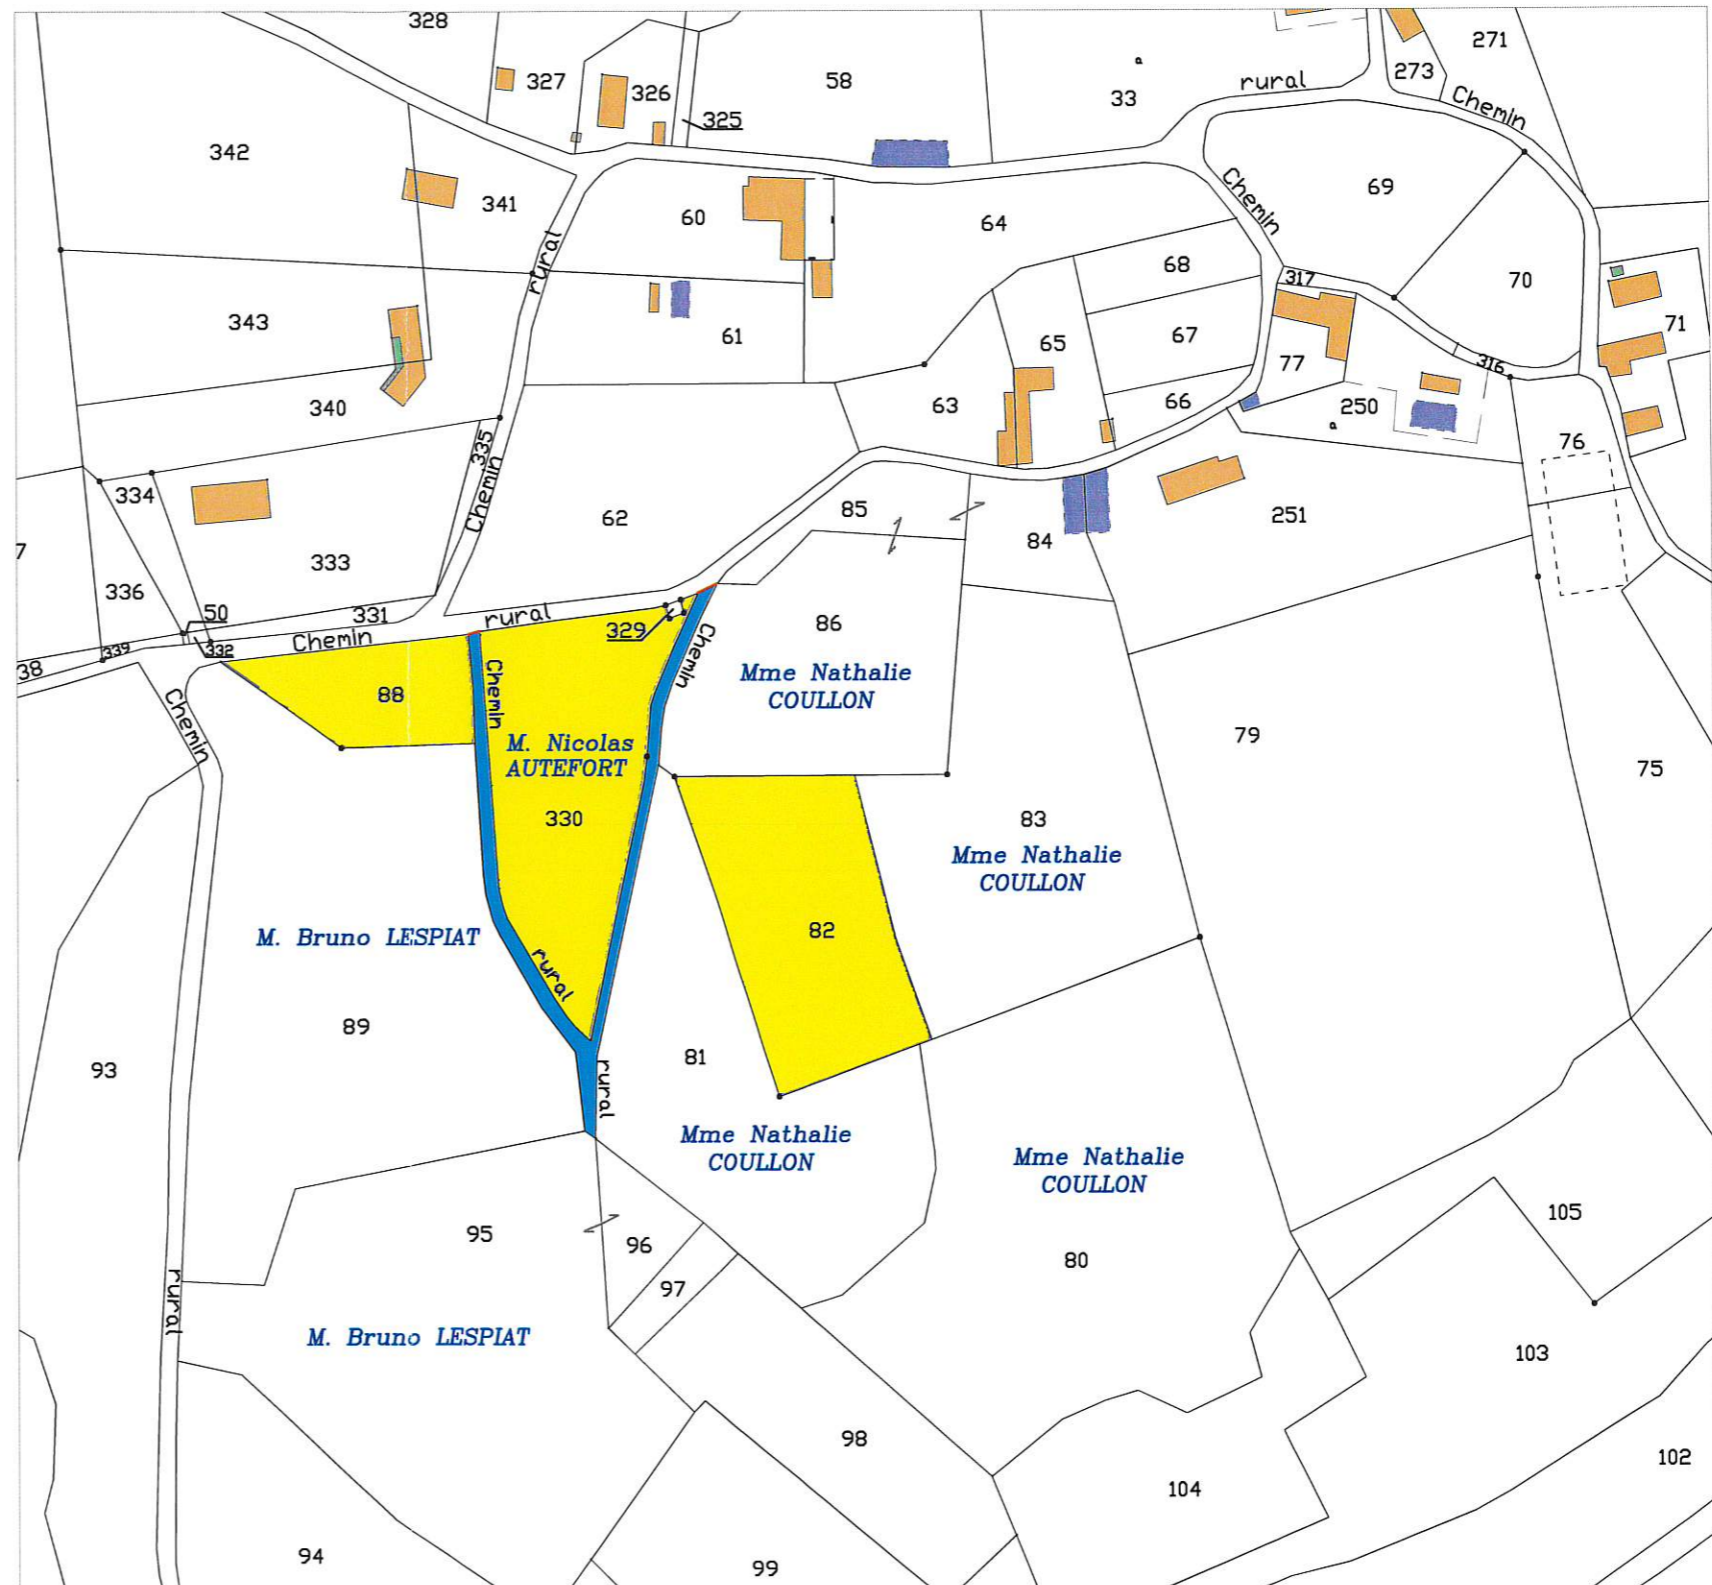 328
271
327
326
58
33
rural
273
Chemin
325
342
341
60
64
Chemin
69
rural
68
317
70
343
61
67
65
77
71
316
340
63
66
250
335
334
Chemin
62
85
76
7
84
251
336
333
50
331
rural
329
86
Chemin
332
339
38
Chemin
Chemin
Chemin
88
Mme Nathalie
COULLON
M. Nicolas
AUTEFORT
79
75
330
83
Mme Nathalie
COULLON
82
M. Bruno LESPIAT
rural
89
81
93
rural
Mme Nathalie
COULLON
Mme Nathalie
COULLON
105
95
96
80
97
rural
M. Bruno LESPIAT
103
98
102
104
94
99